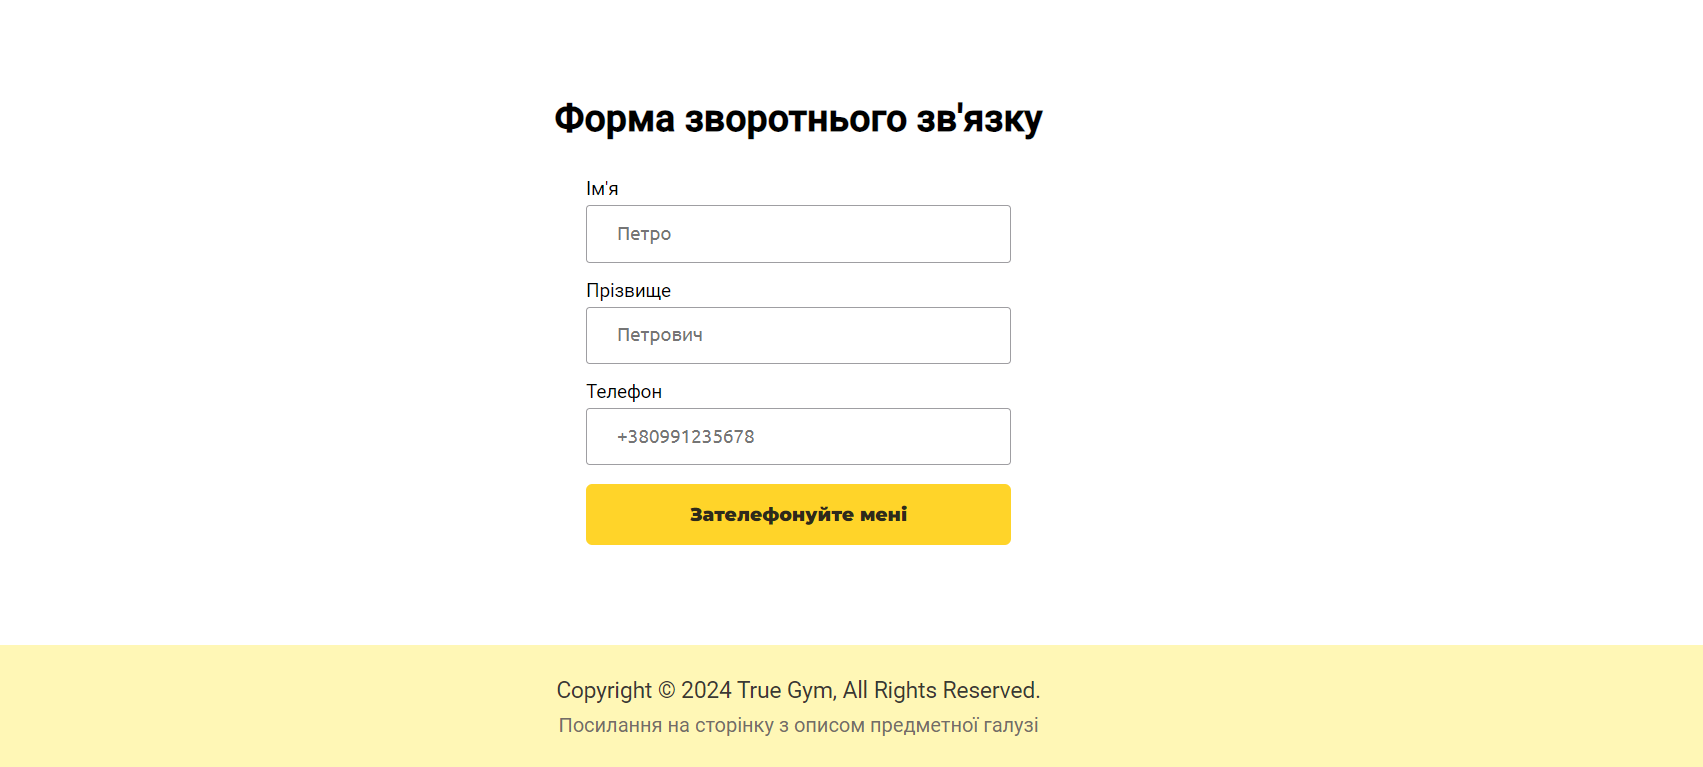 Форма зворотнього зв'язку
Ім'я
Петро
Прізвище
Петрович
Телефон
+380991235678
Зателефонуйте мені
Copyright © 2024 True Gym, All Rights Reserved.
Посилання на сторінку з описом предметної галузі